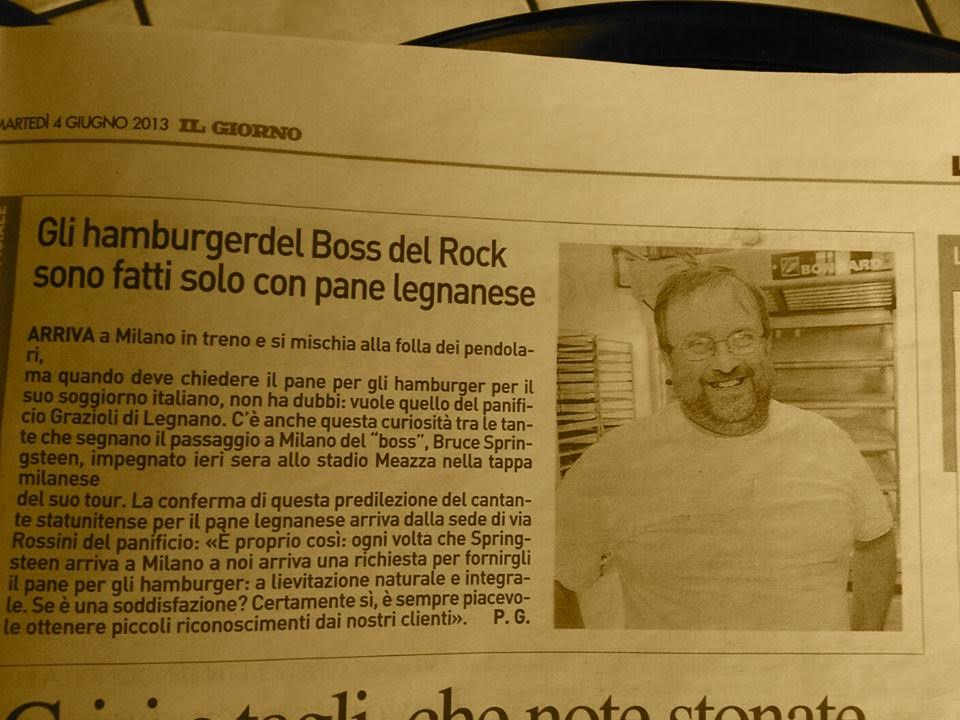 MARTEDÌ 4 GIUGNO 2013 IL GIORNO
Gli hamburgerdel Boss del Rock
sono fatti solo con pane legnanese
ARRIVA a Milano in treno e si mischia alla folla dei pendola-
ri,
ma quando deve chiedere il pane per gli hamburger per il
suo soggiorno italiano, non ha dubbi: vuole quello del panifi-
cio Grazioli di Legnano. C'è anche questa curiosità tra le tan-
te che segnano il passaggio a Milano del "boss", Bruce Sprin-
gsteen, impegnato ieri sera allo stadio Meazza nella tappa
milanese
del suo tour. La conferma di questa predilezione del cantan-
te statunitense per il pane legnanese arriva dalla sede di via
Rossini del panificio: «È proprio così: ogni volta che Spring-
steen arriva a Milano a noi arriva una richiesta per fornirgli
il pane per gli hamburger: a lievitazione naturale e integra-
le. Se è una soddisfazione? Certamente sì, è sempre piacevo-
le ottenere piccoli riconoscimenti dai nostri clienti». P. G.
BONGARD
tagli, che note stonate